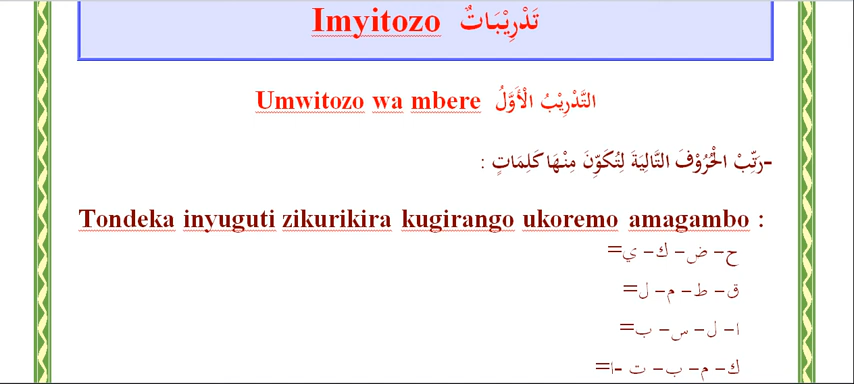 تَدْرِيْبَاتٌ Imyitozo
التَّدْرِيْبُ الْأَوَّلُ Umwitozo wa mbere
-رَتِّبْ الْحُرُوْفَ التَّالِيَةَ لِتُكَوِّنَ مِنْهَا كَلِمَاتٍ :
Tondeka inyuguti zikurikira kugirango ukoremo amagambo :
ح– ض– ك– ي=
ق– ط– م– ل=
ا– ل– س– ب=
ك– م– ب– ت -ا=